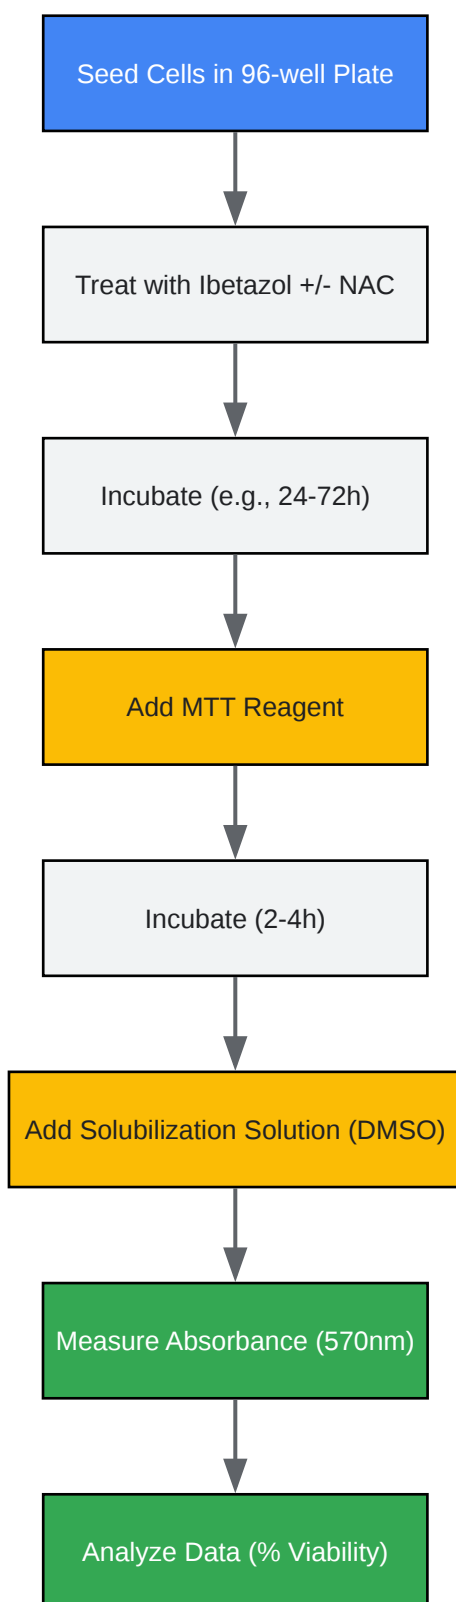 Seed Cells in 96-well Plate
Treat with Ibetazol +/- NAC
Incubate (e.g., 24-72h)
Add MTT Reagent
Incubate (2-4h)
Add Solubilization Solution (DMSO)
Measure Absorbance (570nm)
Analyze Data (% Viability)